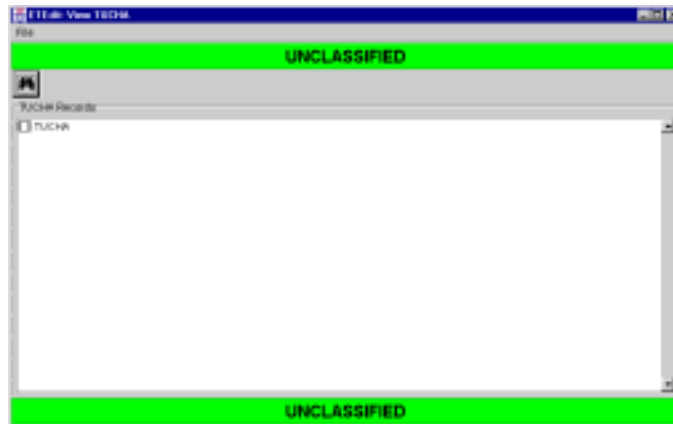 ETEdit: View TUCHA
File
UNCLASSIFIED
TUCHA Records
TUCHA
UNCLASSIFIED